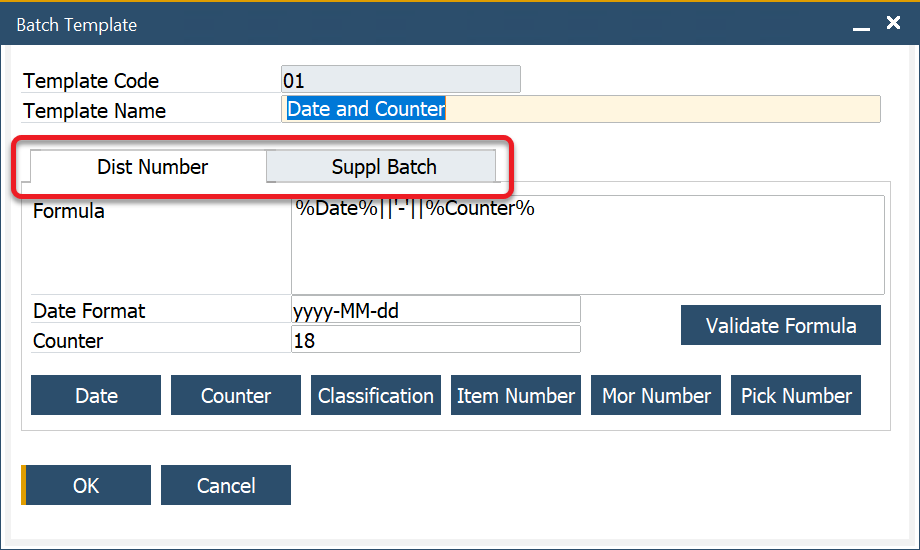 Batch Template
Template Code 01
Template Name Date and Counter
Dist Number Suppl Batch
Formula %Date%||'-'||%Counter%
Date Format yyyy-MM-dd
Validate Formula
Counter 18
Date Counter Classification Item Number Mor Number Pick Number
OK Cancel